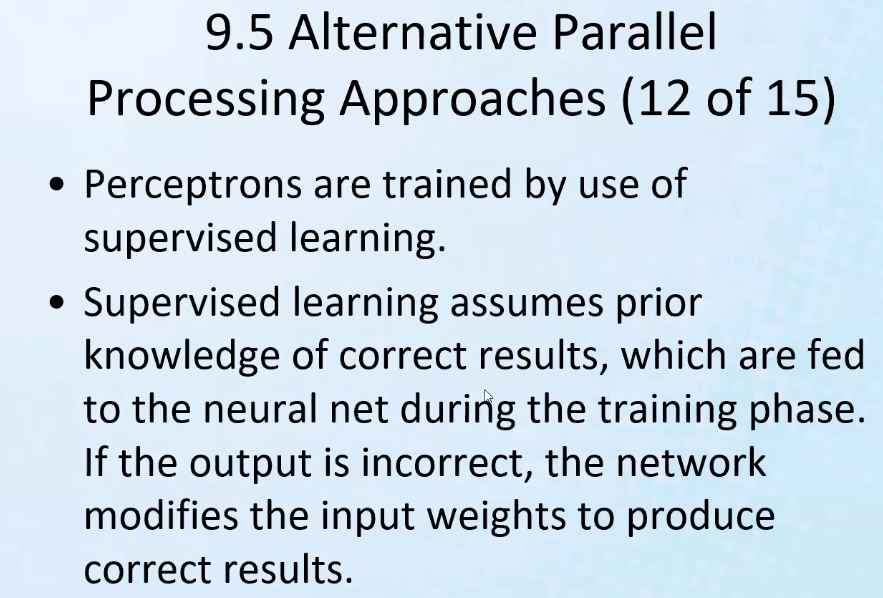 9.5 Alternative Parallel
Processing Approaches (12 of 15)
• Perceptrons are trained by use of
supervised learning.
• Supervised learning assumes prior
knowledge of correct results, which are fed
to the neural net during the training phase.
If the output is incorrect, the network
modifies the input weights to produce
correct results.